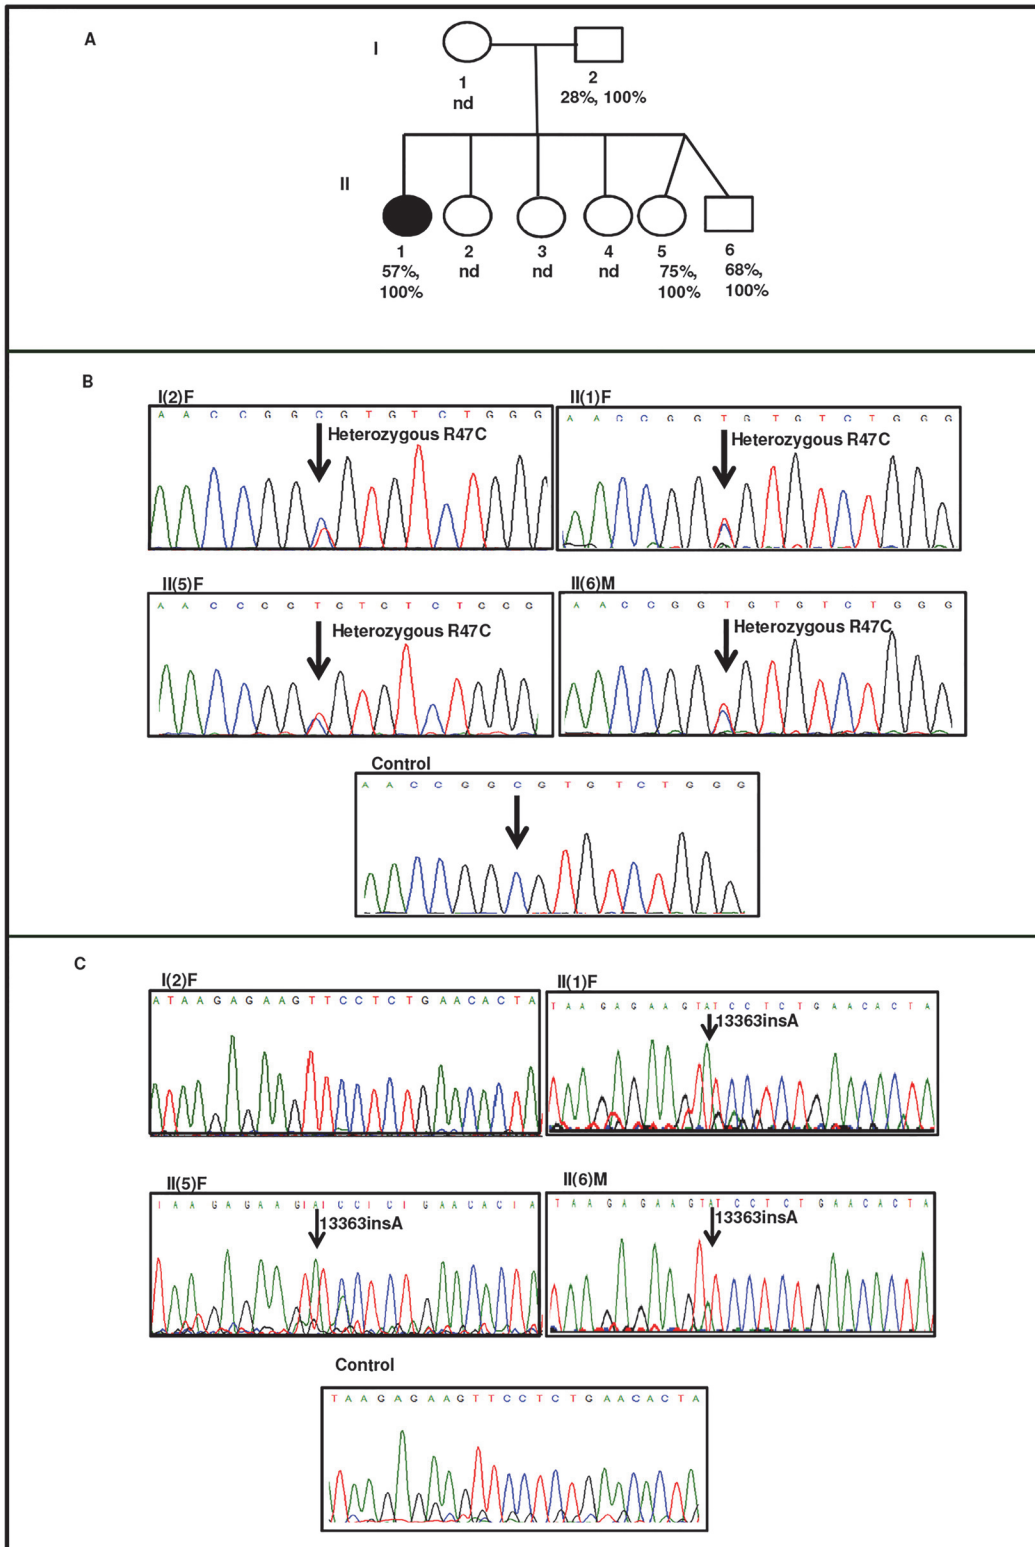 A
I
1
nd
2
28%, 100%
II
1
57%,
100%
2
nd
3
nd
4
nd
5
75%,
100%
6
68%,
100%
B
I(2)F
A A C C G G C G T G T C T G G G
Heterozygous R47C
II(1)F
A A C C G G T G T G T C T G G G
Heterozygous R47C
II(5)F
A A C C G G T G T G T C T G G G
Heterozygous R47C
II(6)M
A A C C G G T G T G T C T G G G
Heterozygous R47C
Control
A A C C G G C G T G T C T G G G
C
I(2)F
A T A A G A G A A G T T C C T C T G A A C A C T A
II(1)F
T A A G A G A A G T A T C C T C T G A A C A C T A
13363insA
II(5)F
T A A G A G A A G T A T C C T C T G A A C A C T A
13363insA
II(6)M
T A A G A G A A G T A T C C T C T G A A C A C T A
13363insA
Control
T A A G A G A A G T T C C T C T G A A C A C T A